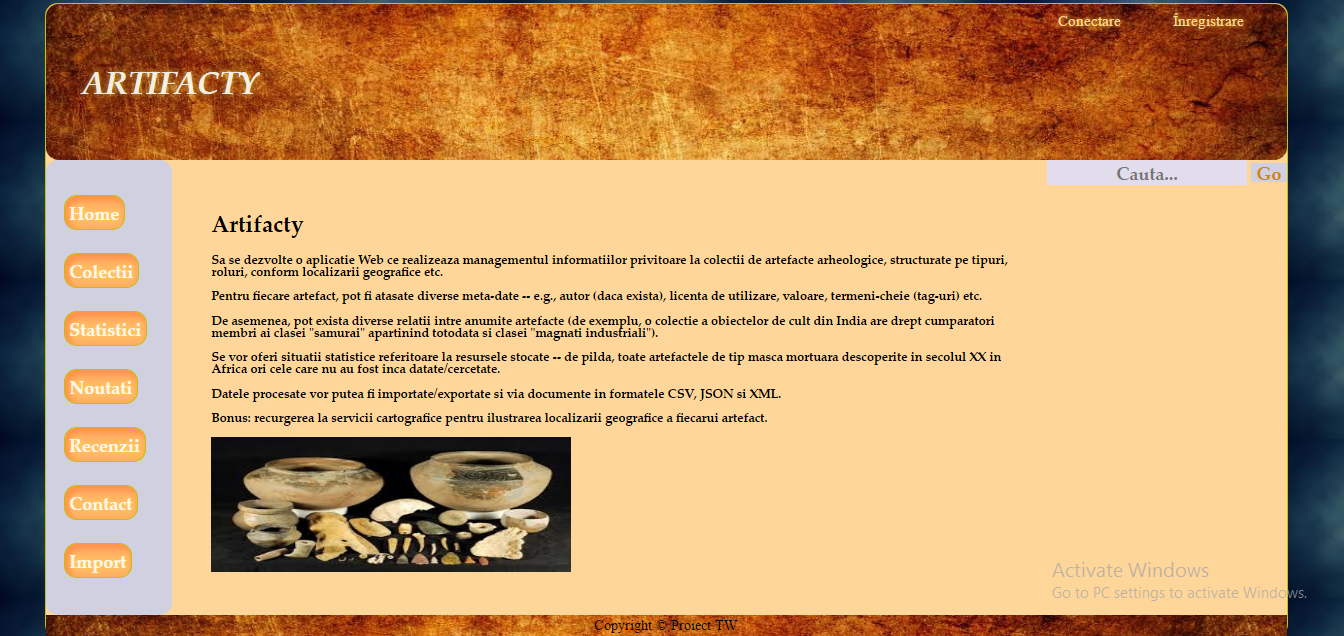 Conectare Înregistrare
ARTIFACTY
Cauta... Go
Home
Colectii
Statistici
Noutati
Recenzii
Contact
Import
Artifacty
Sa se dezvolte o aplicatie Web ce realizeaza managementul informatiilor privitoare la colectii de artefacte arheologice, structurate pe tipuri,
roluri, conform localizarii geografice etc.
Pentru fiecare artefact, pot fi atasate diverse meta-date -- e.g., autor (daca exista), licenta de utilizare, valoare, termeni-cheie (tag-uri) etc.
De asemenea, pot exista diverse relatii intre anumite artefacte (de exemplu, o colectie a obiectelor de cult din India are drept cumparatori
membri ai clasei "samurai" apartinind totodata si clasei "magnati industriali").
Se vor oferi situatii statistice referitoare la resursele stocate -- de pilda, toate artefactele de tip masca mortuara descoperite in secolul XX in
Africa ori cele care nu au fost inca datate/cercetate.
Datele procesate vor putea fi importate/exportate si via documente in formatele CSV, JSON si XML.
Bonus: recurgerea la servicii cartografice pentru ilustrarea localizarii geografice a fiecarui artefact.
Activate Windows
Go to PC settings to activate Windows.
Copyright © Proiect TW